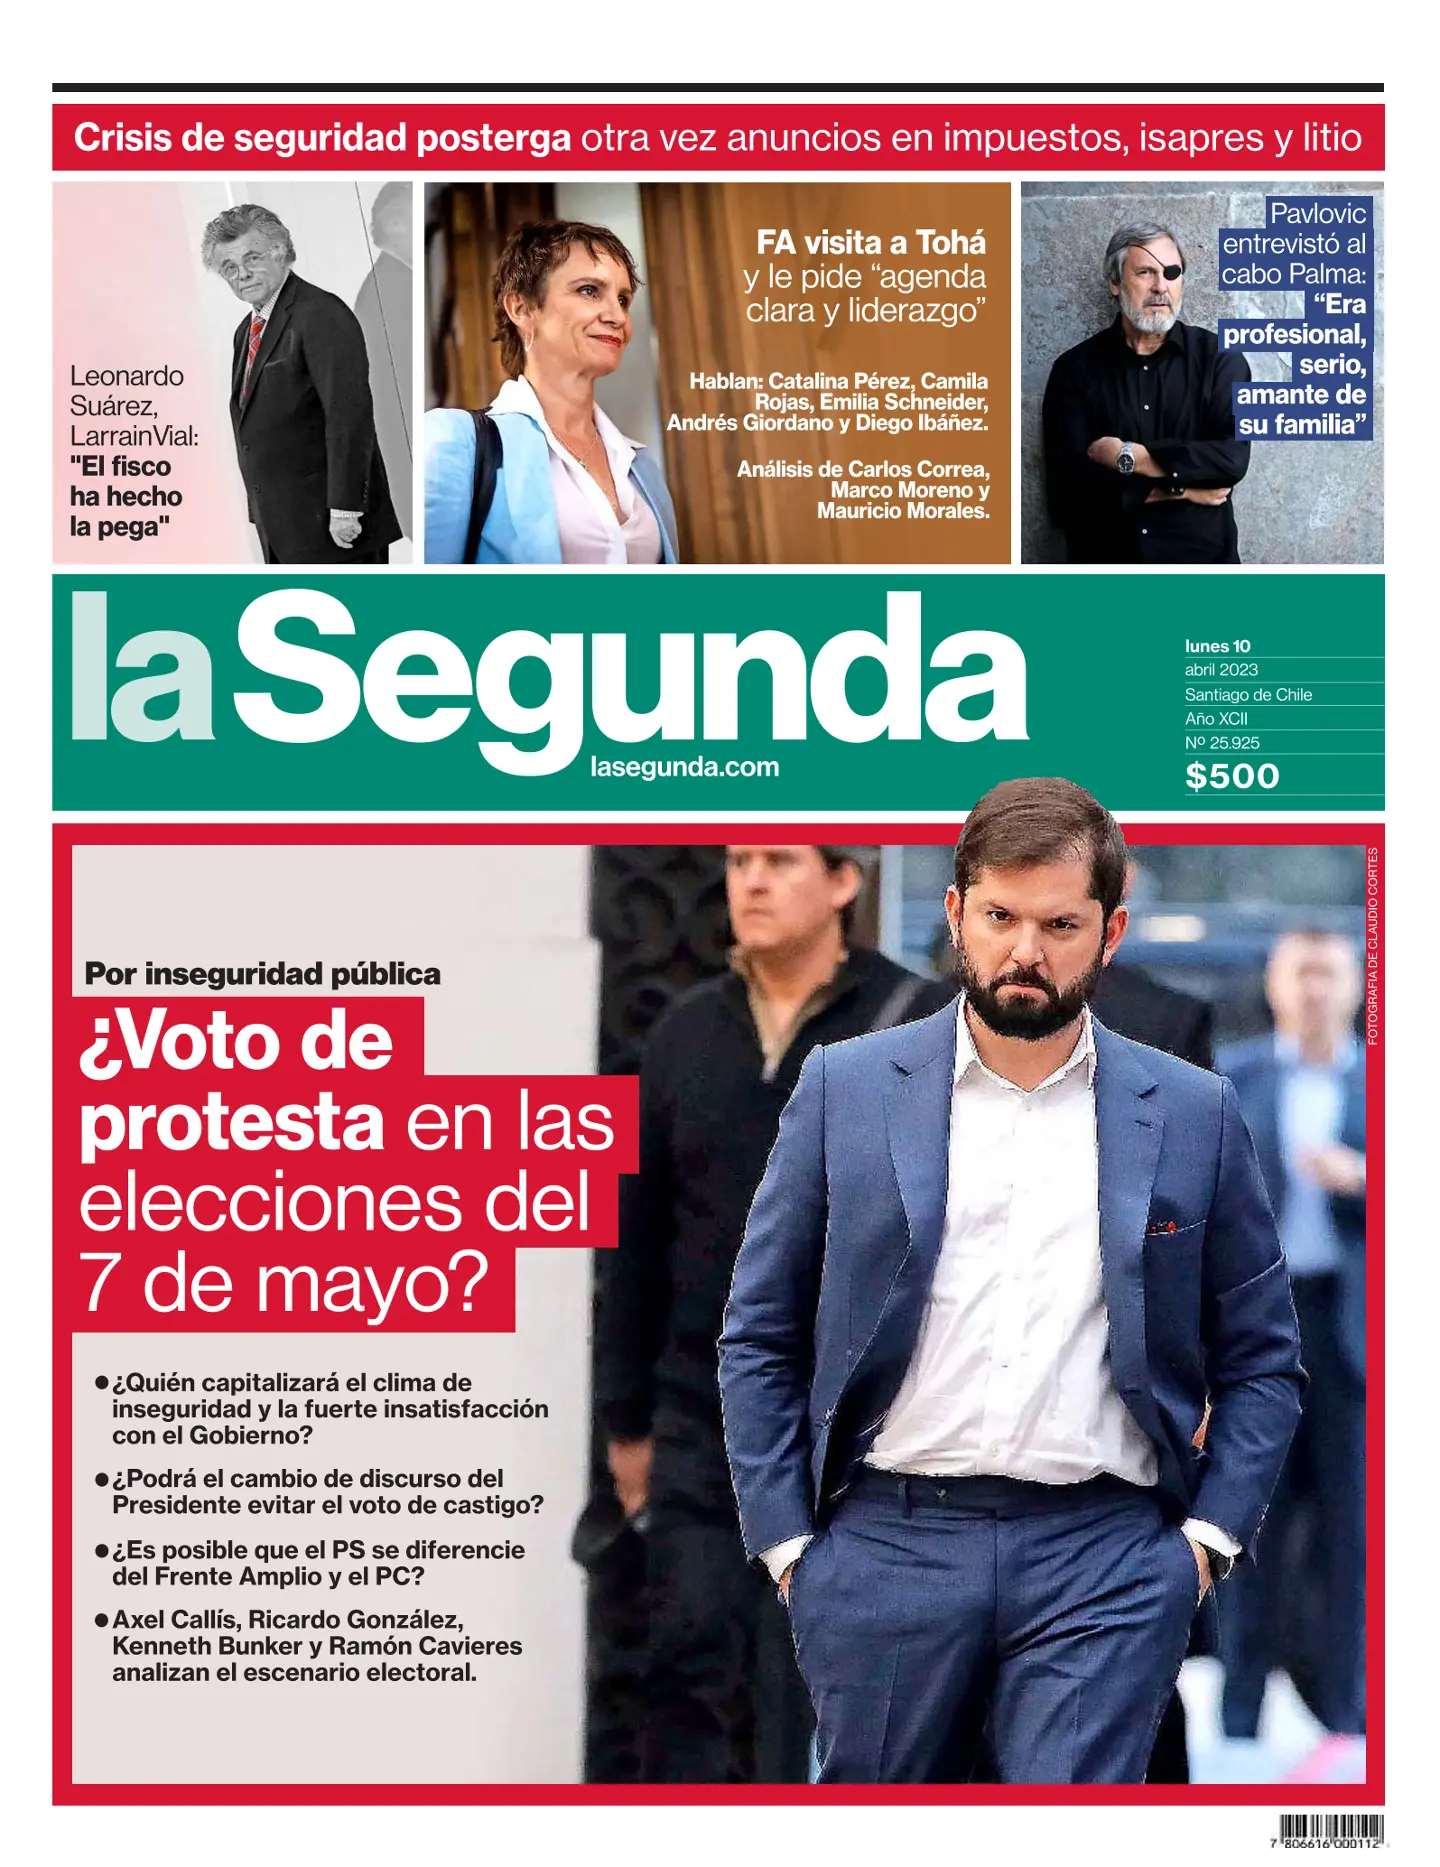 Crisis de seguridad posterga otra vez anuncios en impuestos, isapres y litio
Leonardo
Suárez,
LarrainVial:
"El fisco
ha hecho
la pega"
FA visita a Tohá
y le pide “agenda
clara y liderazgo”
Hablan: Catalina Pérez, Camila
Rojas, Emilia Schneider,
Andrés Giordano y Diego Ibáñez.
Análisis de Carlos Correa,
Marco Moreno y
Mauricio Morales.
Pavlovic
entrevistó al
cabo Palma:
“Era
profesional,
serio,
amante de
su familia”
la Segunda
lasegunda.com
lunes 10
abril 2023
Santiago de Chile
Año XCII
Nº 25.925
$500
FOTOGRAFIA DE CLAUDIO CORTES
Por inseguridad pública
¿Voto de
protesta en las
elecciones del
7 de mayo?
●¿Quién capitalizará el clima de
inseguridad y la fuerte insatisfacción
con el Gobierno?
●¿Podrá el cambio de discurso del
Presidente evitar el voto de castigo?
●¿Es posible que el PS se diferencie
del Frente Amplio y el PC?
●Axel Callís, Ricardo González,
Kenneth Bunker y Ramón Cavieres
analizan el escenario electoral.
7 806616 000112